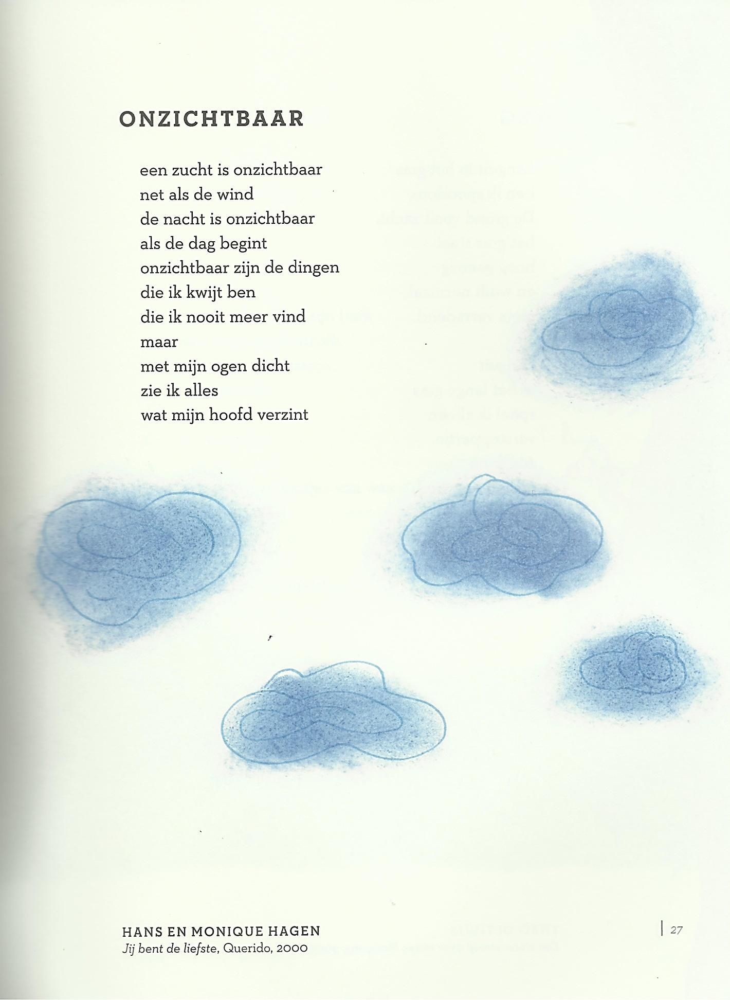 ONZICHTBAAR
een zucht is onzichtbaar
net als de wind
de nacht is onzichtbaar
als de dag begint
onzichtbaar zijn de dingen
die ik kwijt ben
die ik nooit meer vind
maar
met mijn ogen dicht
zie ik alles
wat mijn hoofd verzint
HANS EN MONIQUE HAGEN
Jij bent de liefste, Querido, 2000
27